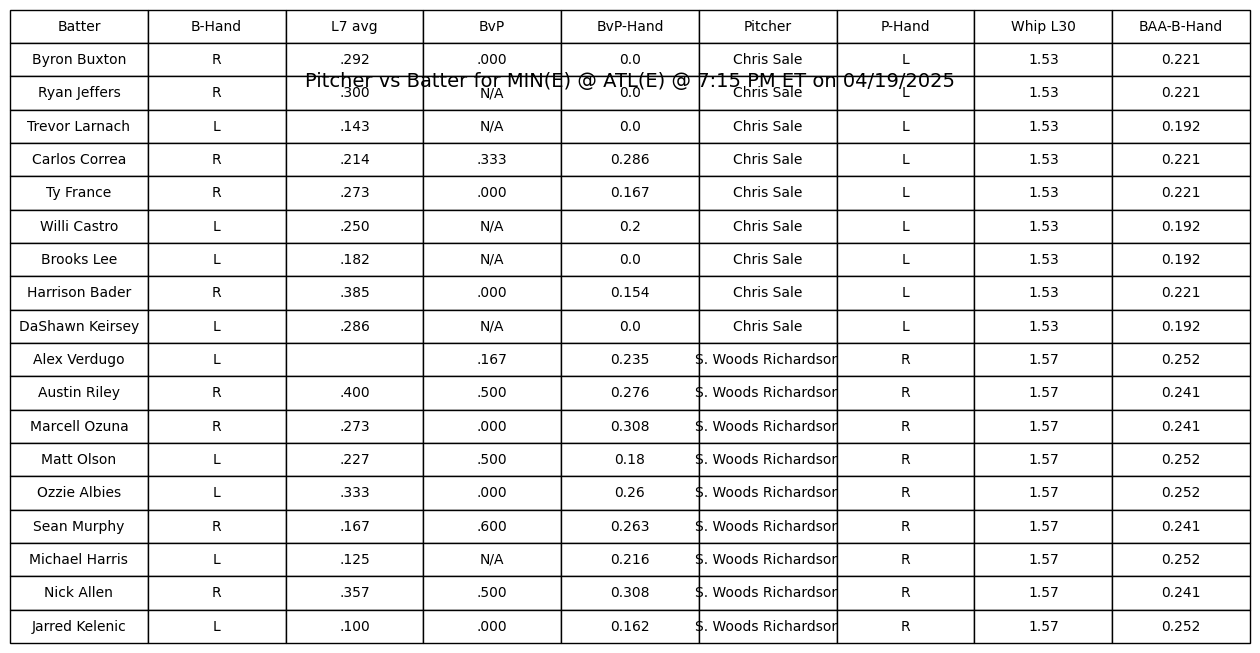 Batter B-Hand L7 avg BvP BvP-Hand Pitcher P-Hand Whip L30 BAA-B-Hand
Byron Buxton R .292 .000 0.0 Chris Sale L 1.53 0.221
Pitcher vs Batter for MIN(E) @ ATL(E) @ 7:15 PM ET on 04/19/2025
Ryan Jeffers R .300 N/A 0.0 Chris Sale L 1.53 0.221
Trevor Larnach L .143 N/A 0.0 Chris Sale L 1.53 0.192
Carlos Correa R .214 .333 0.286 Chris Sale L 1.53 0.221
Ty France R .273 .000 0.167 Chris Sale L 1.53 0.221
Willi Castro L .250 N/A 0.2 Chris Sale L 1.53 0.192
Brooks Lee L .182 N/A 0.0 Chris Sale L 1.53 0.192
Harrison Bader R .385 .000 0.154 Chris Sale L 1.53 0.221
DaShawn Keirsey L .286 N/A 0.0 Chris Sale L 1.53 0.192
Alex Verdugo L .167 0.235 S. Woods Richardson R 1.57 0.252
Austin Riley R .400 .500 0.276 S. Woods Richardson R 1.57 0.241
Marcell Ozuna R .273 .000 0.308 S. Woods Richardson R 1.57 0.241
Matt Olson L .227 .500 0.18 S. Woods Richardson R 1.57 0.252
Ozzie Albies L .333 .000 0.26 S. Woods Richardson R 1.57 0.252
Sean Murphy R .167 .600 0.263 S. Woods Richardson R 1.57 0.241
Michael Harris L .125 N/A 0.216 S. Woods Richardson R 1.57 0.252
Nick Allen R .357 .500 0.308 S. Woods Richardson R 1.57 0.241
Jarred Kelenic L .100 .000 0.162 S. Woods Richardson R 1.57 0.252